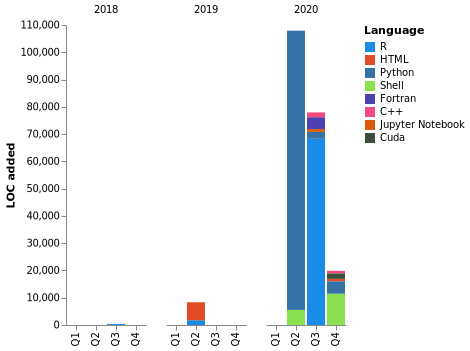 2018 2019 2020
LOC added
110,000
100,000
90,000
80,000
70,000
60,000
50,000
40,000
30,000
20,000
10,000
0
Q1 Q2 Q3 Q4 Q1 Q2 Q3 Q4 Q1 Q2 Q3 Q4
Language
R
HTML
Python
Shell
Fortran
C++
Jupyter Notebook
Cuda